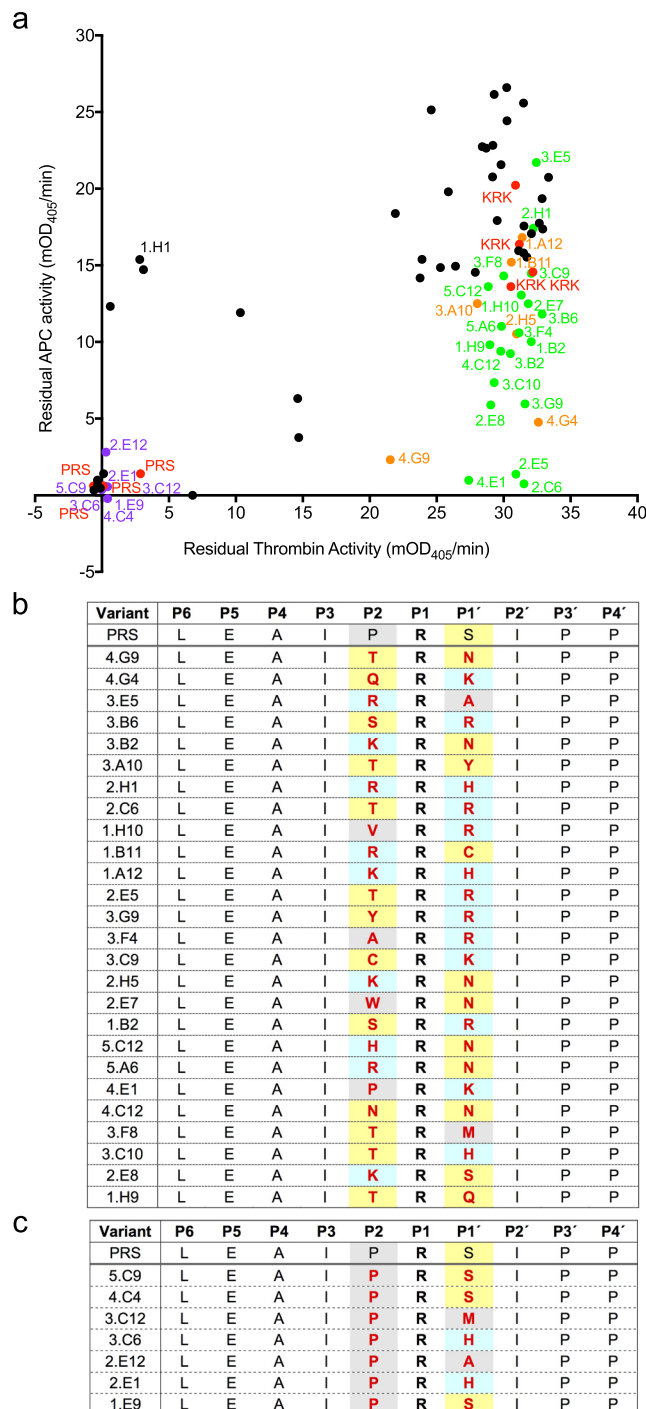 a
30
25
20
15
10
5
-5
-5
0
5
10
15
20
25
30
35
40
Residual APC activity (mOD405/min)
Residual Thrombin Activity (mOD405/min)
3.E5
KRK
2.H1
1.H1
KRK
1.A12
3.F8
1.B11
3.C9
5.C12
KRK KRK
3.A10
1.H10
2.E7
2.H5
3.B6
5.A6
3.F4
1.H9
1.B2
4.C12
3.B2
3.C10
3.G9
2.E8
4.G4
2.E12
4.G9
PRS
2.E1
PRS
2.E5
5.C9
PRS
3.C12
4.E1
2.C6
3.C6
1.E9
PRS
4.C4
b
Variant P6 P5 P4 P3 P2 P1 P1´ P2´ P3´ P4´
PRS L E A I P R S I P P
4.G9 L E A I T R N I P P
4.G4 L E A I Q R K I P P
3.E5 L E A I R R A I P P
3.B6 L E A I S R R I P P
3.B2 L E A I K R N I P P
3.A10 L E A I T R Y I P P
2.H1 L E A I R R H I P P
2.C6 L E A I T R R I P P
1.H10 L E A I V R R I P P
1.B11 L E A I R R C I P P
1.A12 L E A I K R H I P P
2.E5 L E A I T R R I P P
3.G9 L E A I Y R R I P P
3.F4 L E A I A R R I P P
3.C9 L E A I C R K I P P
2.H5 L E A I K R N I P P
2.E7 L E A I W R N I P P
1.B2 L E A I S R R I P P
5.C12 L E A I H R N I P P
5.A6 L E A I R R N I P P
4.E1 L E A I P R K I P P
4.C12 L E A I N R N I P P
3.F8 L E A I T R M I P P
3.C10 L E A I T R H I P P
2.E8 L E A I K R S I P P
1.H9 L E A I T R Q I P P
c
Variant P6 P5 P4 P3 P2 P1 P1´ P2´ P3´ P4´
PRS L E A I P R S I P P
5.C9 L E A I P R S I P P
4.C4 L E A I P R S I P P
3.C12 L E A I P R M I P P
3.C6 L E A I P R H I P P
2.E12 L E A I P R A I P P
2.E1 L E A I P R H I P P
1.E9 L E A I P R S I P P